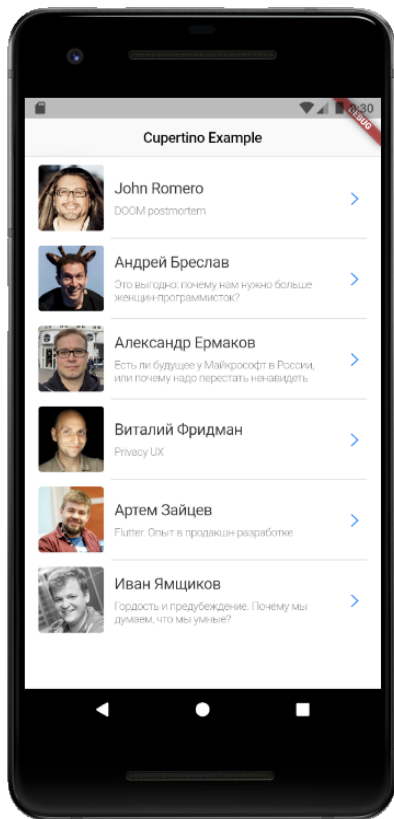 8:30
DEBUG
Cupertino Example
John Romero
DOOM postmortem
Андрей Бреслав
Это выгодно: почему нам нужно больше
женщин-программисток?
Александр Ермаков
Есть ли будущее у Майкрософт в России,
или почему надо перестать ненавидеть
Виталий Фридман
Privacy UX
Артем Зайцев
Flutter. Опыт в продакшн-разработке
Иван Ямщиков
Гордость и предубеждение. Почему мы
думаем, что мы умные?